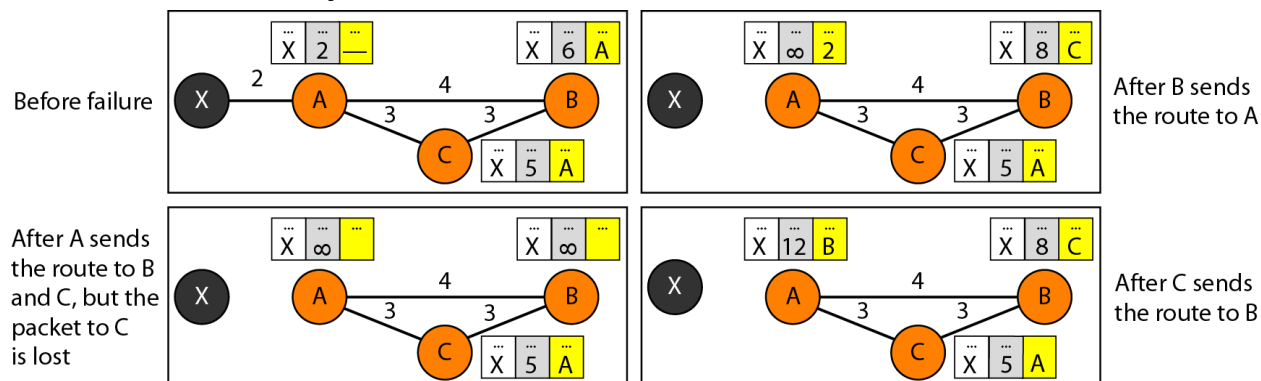 Before failure
... ... ...
X 2 —
... ... ...
X 6 A
2
4
X A B
3 3
C
... ... ...
X 5 A
... ... ...
X ∞ 2
... ... ...
X 8 C
4
X A B
3 3
C
... ... ...
X 5 A
After B sends
the route to A
After A sends
the route to B
and C, but the
packet to C
is lost
... ... ...
X ∞ ...
... ... ...
X ∞
4
X A B
3 3
C
... ... ...
X 5 A
... ... ...
X 12 B
... ... ...
X 8 C
4
X A B
3 3
C
... ... ...
X 5 A
After C sends
the route to B